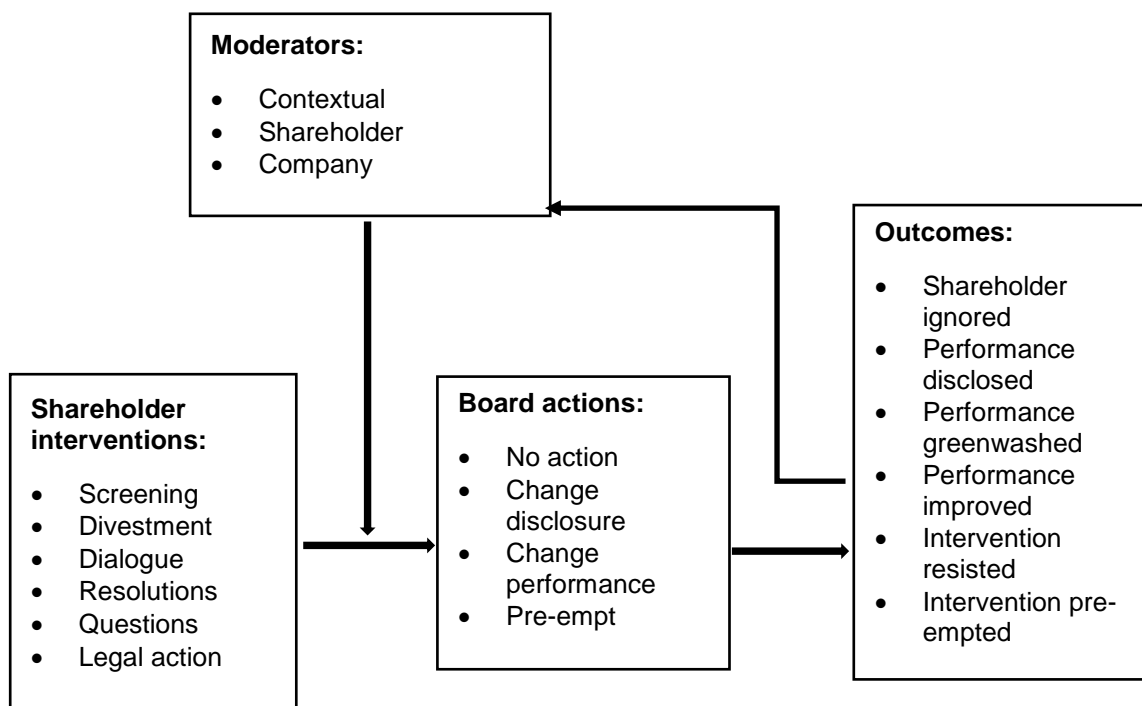 Moderators:
• Contextual
• Shareholder
• Company
Outcomes:
• Shareholder
ignored
• Performance
disclosed
• Performance
greenwashed
• Performance
improved
• Intervention
resisted
• Intervention pre-
empted
Shareholder
interventions:
• Screening
• Divestment
• Dialogue
• Resolutions
• Questions
• Legal action
Board actions:
• No action
• Change
disclosure
• Change
performance
• Pre-empt